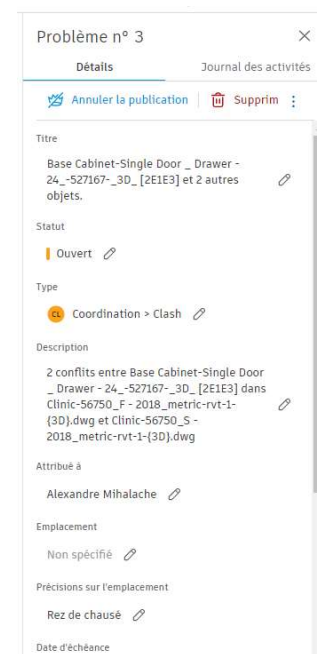 Problème n° 3
Détails
Journal des activités
Annuler la publication
Supprim
Titre
Base Cabinet-Single Door _ Drawer -
24_-527167-_3D_ [2E1E3] et 2 autres
objets.
Statut
Ouvert
Type
CL Coordination > Clash
Description
2 conflits entre Base Cabinet-Single Door
_ Drawer - 24_-527167-_3D_ [2E1E3] dans
Clinic-56750_F - 2018_metric-rvt-1-
{3D}.dwg et Clinic-56750_S -
2018_metric-rvt-1-{3D}.dwg
Attribué à
Alexandre Mihalache
Emplacement
Non spécifié
Précisions sur l'emplacement
Rez de chausé
Date d'échéance